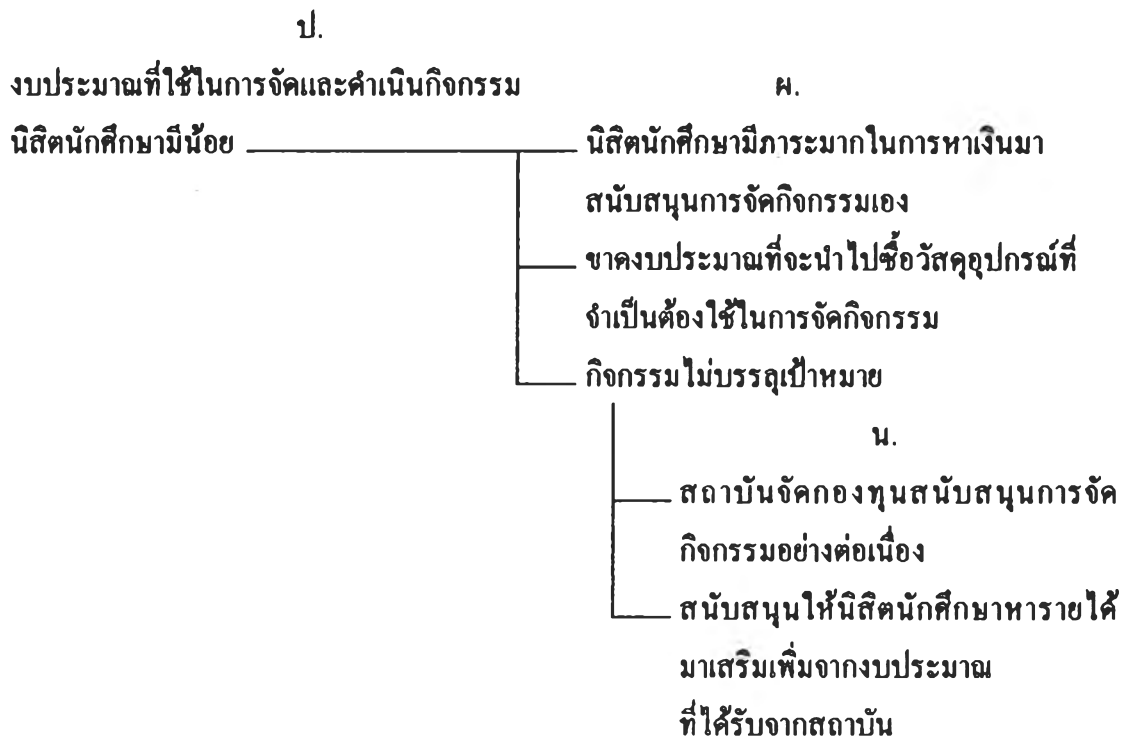 ป.
งบประมาณที่ใช้ในการจัดและดำเนินกิจกรรม
ผ.
นิสิตนักศึกษามีน้อย
นิสิตนักศึกษามีภาระมากในการหาเงินมา
สนับสนุนการจัดกิจกรรมเอง
ขาดงบประมาณที่จะนำไปซื้อวัสดุอุปกรณ์ที่
จำเป็นต้องใช้ในการจัดกิจกรรม
กิจกรรมไม่บรรลุเป้าหมาย
น.
สถาบันจัดกองทุนสนับสนุนการจัด
กิจกรรมอย่างต่อเนื่อง
สนับสนุนให้นิสิตนักศึกษาหารายได้
มาเสริมเพิ่มจากงบประมาณ
ที่ได้รับจากสถาบัน